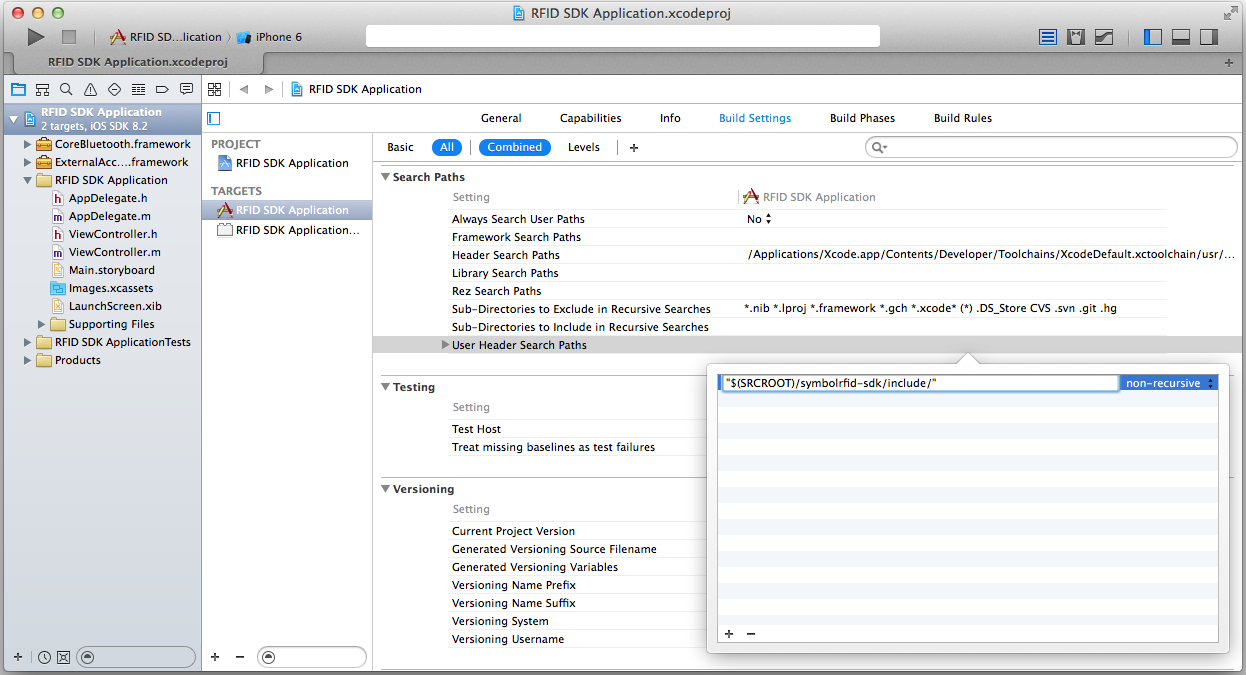 RFID SDK Application.xcodeproj
RFID SD...lication
iPhone 6
RFID SDK Application.xcodeproj
RFID SDK Application
2 targets, iOS SDK 8.2
CoreBluetooth.framework
ExternalAcc....framework
RFID SDK Application
AppDelegate.h
AppDelegate.m
ViewController.h
ViewController.m
Main.storyboard
Images.xcassets
LaunchScreen.xib
Supporting Files
RFID SDK ApplicationTests
Products
RFID SDK Application
General Capabilities Info Build Settings Build Phases Build Rules
PROJECT
RFID SDK Application
TARGETS
RFID SDK Application
RFID SDK Application...
Basic All Combined Levels +
Search Paths
Setting RFID SDK Application
Always Search User Paths No
Framework Search Paths
Header Search Paths /Applications/Xcode.app/Contents/Developer/Toolchains/XcodeDefault.xctoolchain/usr/...
Library Search Paths
Rez Search Paths
Sub-Directories to Exclude in Recursive Searches *.nib *.lproj *.framework *.gch *.xcode* (*) .DS_Store CVS .svn .git .hg
Sub-Directories to Include in Recursive Searches
User Header Search Paths
"$(SRCROOT)/symbolrfid-sdk/include/" non-recursive
Testing
Setting
Test Host
Treat missing baselines as test failures
Versioning
Setting
Current Project Version
Generated Versioning Source Filename
Generated Versioning Variables
Versioning Name Prefix
Versioning Name Suffix
Versioning System
Versioning Username